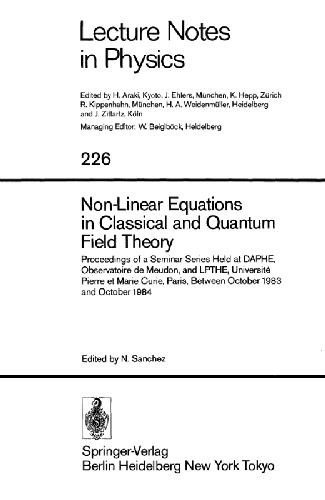 Lecture Notes
in Physics
Edited by H. Araki, Kyoto, J. Ehlers, München, K. Hepp, Zürich
R. Kippenhahn, München, H. A. Weidenmüller, Heidelberg
and J. Zittartz, Köln
Managing Editor: W. Beiglböck, Heidelberg
226
Non-Linear Equations
in Classical and Quantum
Field Theory
Proceedings of a Seminar Series Held at DAPHE,
Observatoire de Meudon, and LPTHE, Université
Pierre et Marie Curie, Paris, Between October 1983
and October 1984
Edited by N. Sanchez
Springer-Verlag
Berlin Heidelberg New York Tokyo